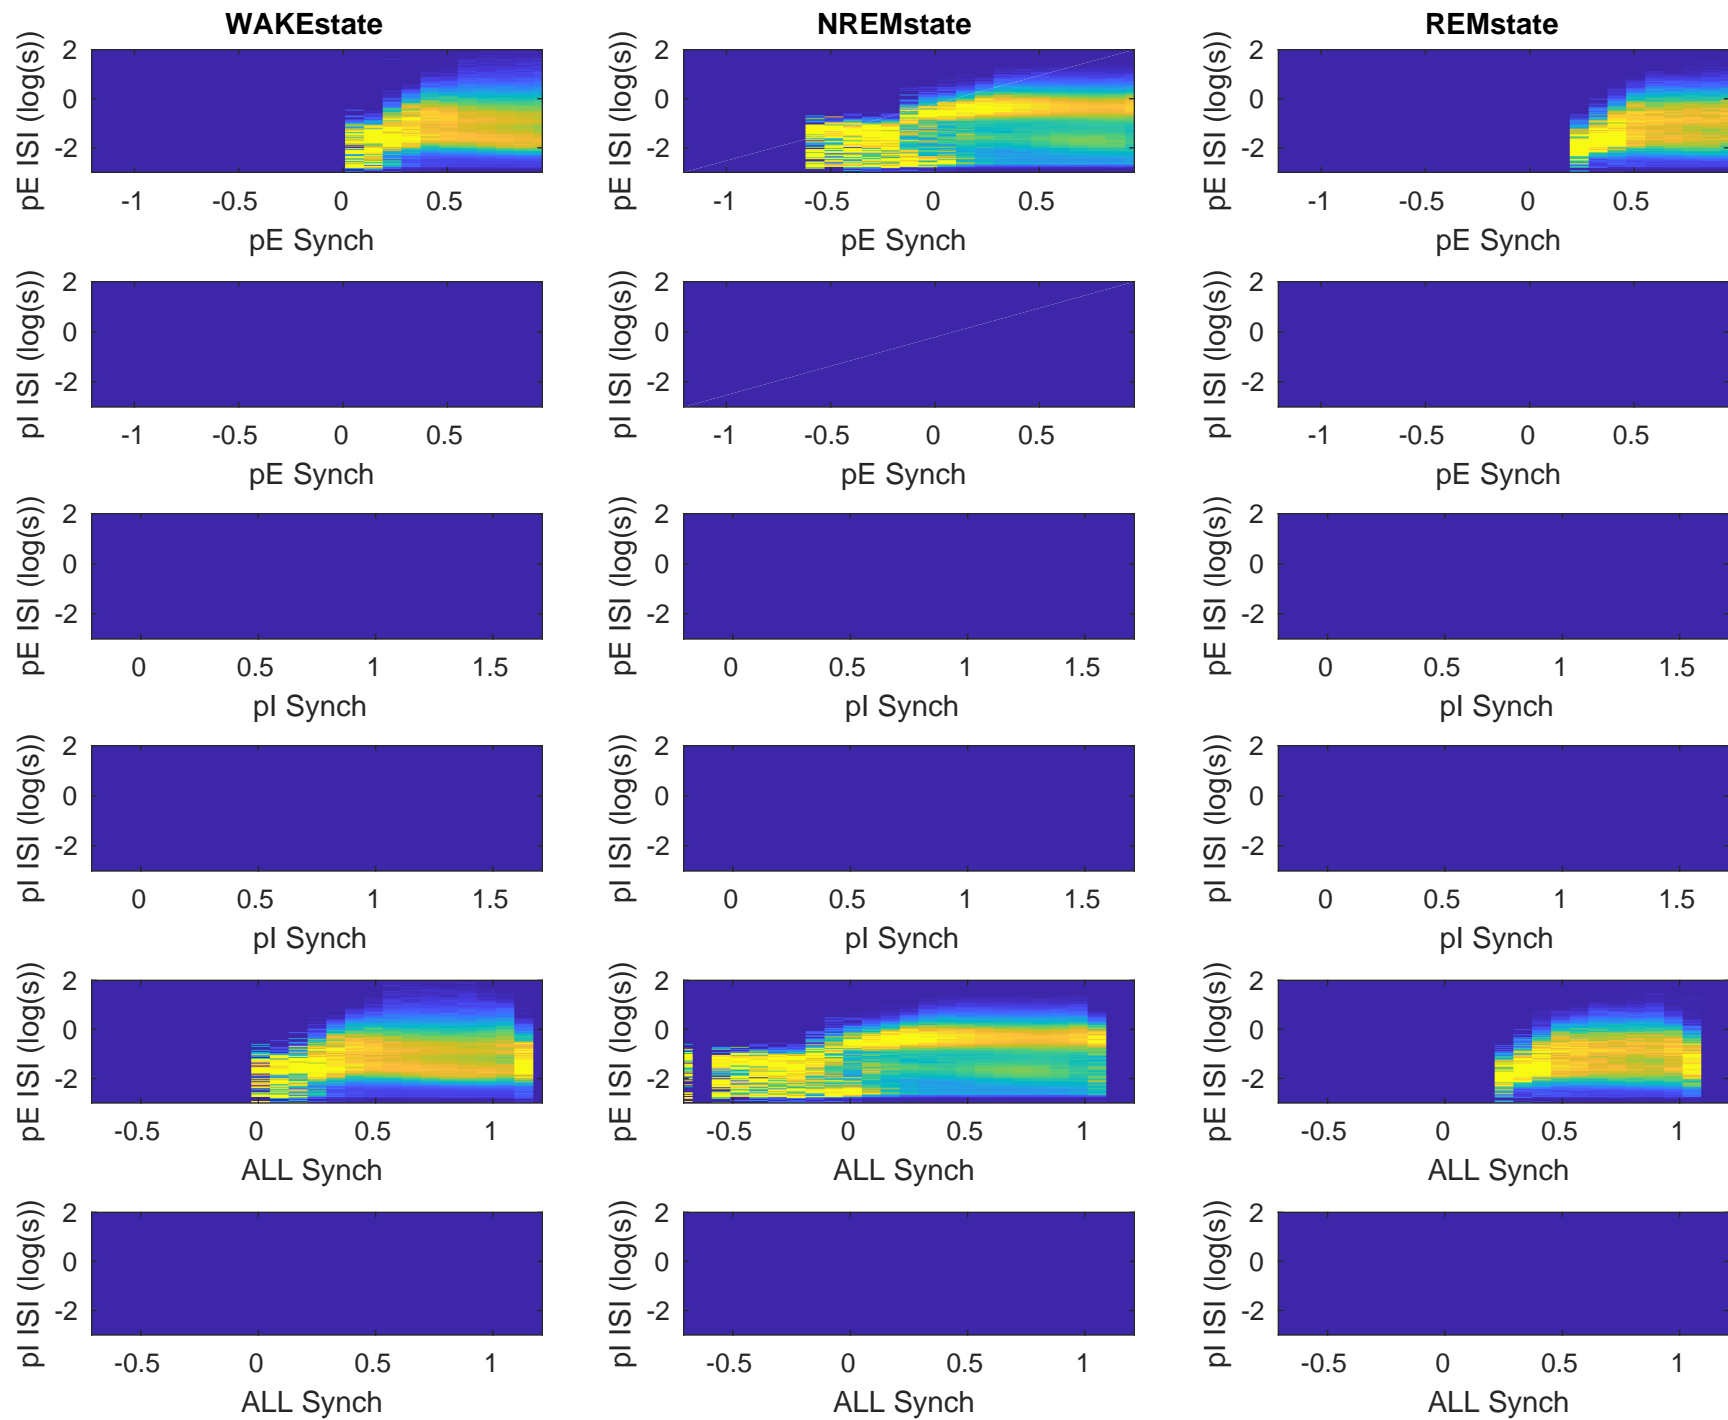 WAKEstate NREMstate REMstate
pE ISI (log(s)) 2 0 -2 pE ISI (log(s)) 2 0 -2 pE ISI (log(s)) 2 0 -2
-1 -0.5 0 0.5 -1 -0.5 0 0.5 -1 -0.5 0 0.5
pE Synch pE Synch pE Synch
pI ISI (log(s)) 2 0 -2 pI ISI (log(s)) 2 0 -2 pI ISI (log(s)) 2 0 -2
-1 -0.5 0 0.5 -1 -0.5 0 0.5 -1 -0.5 0 0.5
pE Synch pE Synch pE Synch
pE ISI (log(s)) 2 0 -2 pE ISI (log(s)) 2 0 -2 pE ISI (log(s)) 2 0 -2
0 0.5 1 1.5 0 0.5 1 1.5 0 0.5 1 1.5
pI Synch pI Synch pI Synch
pI ISI (log(s)) 2 0 -2 pI ISI (log(s)) 2 0 -2 pI ISI (log(s)) 2 0 -2
0 0.5 1 1.5 0 0.5 1 1.5 0 0.5 1 1.5
pI Synch pI Synch pI Synch
pE ISI (log(s)) 2 0 -2 pE ISI (log(s)) 2 0 -2 pE ISI (log(s)) 2 0 -2
-0.5 0 0.5 1 -0.5 0 0.5 1 -0.5 0 0.5 1
ALL Synch ALL Synch ALL Synch
pI ISI (log(s)) 2 0 -2 pI ISI (log(s)) 2 0 -2 pI ISI (log(s)) 2 0 -2
-0.5 0 0.5 1 -0.5 0 0.5 1 -0.5 0 0.5 1
ALL Synch ALL Synch ALL Synch